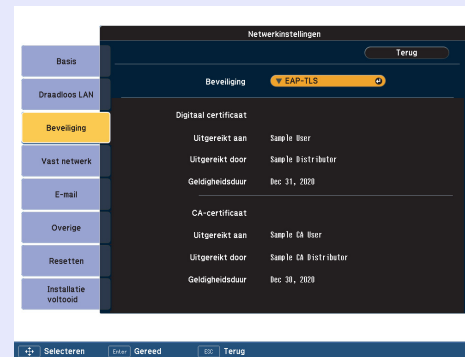 Netwerkinstellingen
Terug
Basis
Draadloos LAN
Beveiliging
Vast netwerk
E-mail
Overige
Resetten
Installatie
voltooid
Beveiliging EAP-TLS
Digitaal certificaat
Uitgereikt aan Sample User
Uitgereikt door Sample Distributor
Geldigheidsduur Dec 31, 2020
CA-certificaat
Uitgereikt aan Sample CA User
Uitgereikt door Sample CA Distributor
Geldigheidsduur Dec 30, 2020
Selecteren Enter Gereed ESC Terug